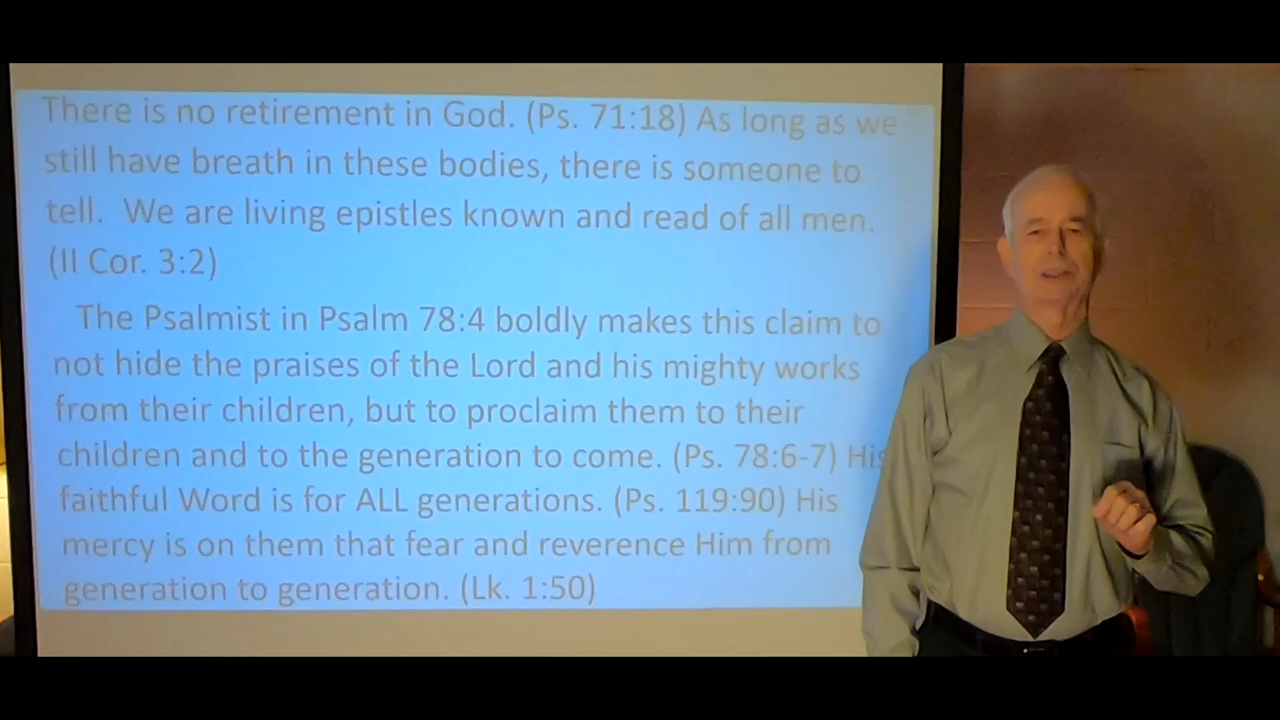 There is no retirement in God. (Ps. 71:18) As long as we
still have breath in these bodies, there is someone to
tell. We are living epistles known and read of all men.
(II Cor. 3:2)
The Psalmist in Psalm 78:4 boldly makes this claim to
not hide the praises of the Lord and his mighty works
from their children, but to proclaim them to their
children and to the generation to come. (Ps. 78:6-7) His
faithful Word is for ALL generations. (Ps. 119:90) His
mercy is on them that fear and reverence Him from
generation to generation. (Lk. 1:50)